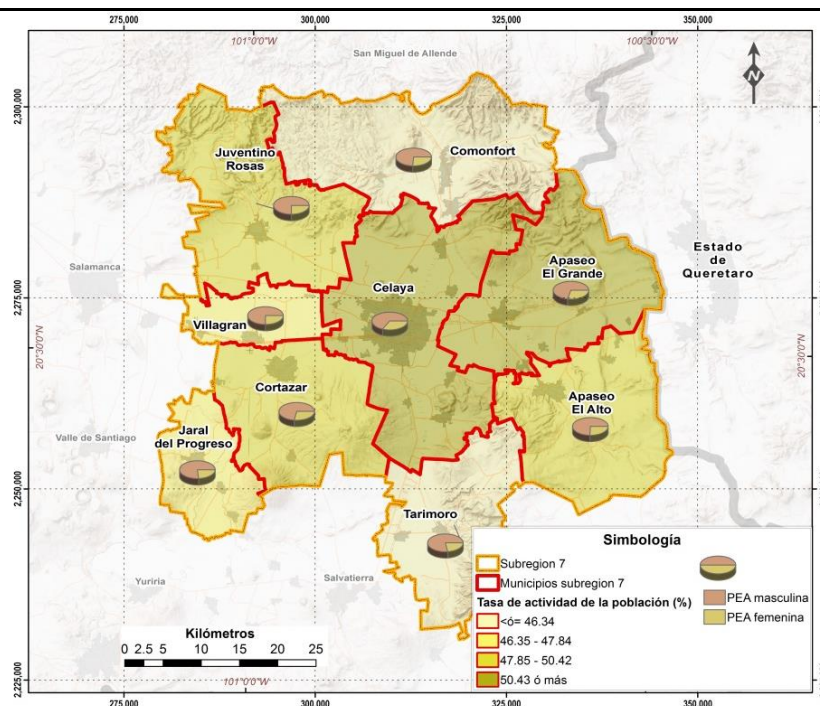 275,000 300,000 325,000 350,000
101°0'0"W 100°30'0"W
San Miguel de Allende
2,300,000
Juventino
Rosas
Comonfort
Estado
de
Queretaro
Apaseo
El Grande
Salamanca
Celaya
2,275,000
Villagran
20°30'0"N 20°30'0"N
Cortazar
Apaseo
El Alto
Jaral
del Progreso
Valle de Santiago
2,250,000
Tarimoro
Yuriria
Salvatierra
Simbología
Subregion 7
Municipios subregion 7
Tasa de actividad de la población (%)
<ó= 46.34
46.35 - 47.84
47.85 - 50.42
50.43 ó más
PEA masculina
PEA femenina
Kilómetros
0 2.5 5 10 15 20 25
2,225,000
101°0'0"W
275,000 300,000 325,000 350,000
N